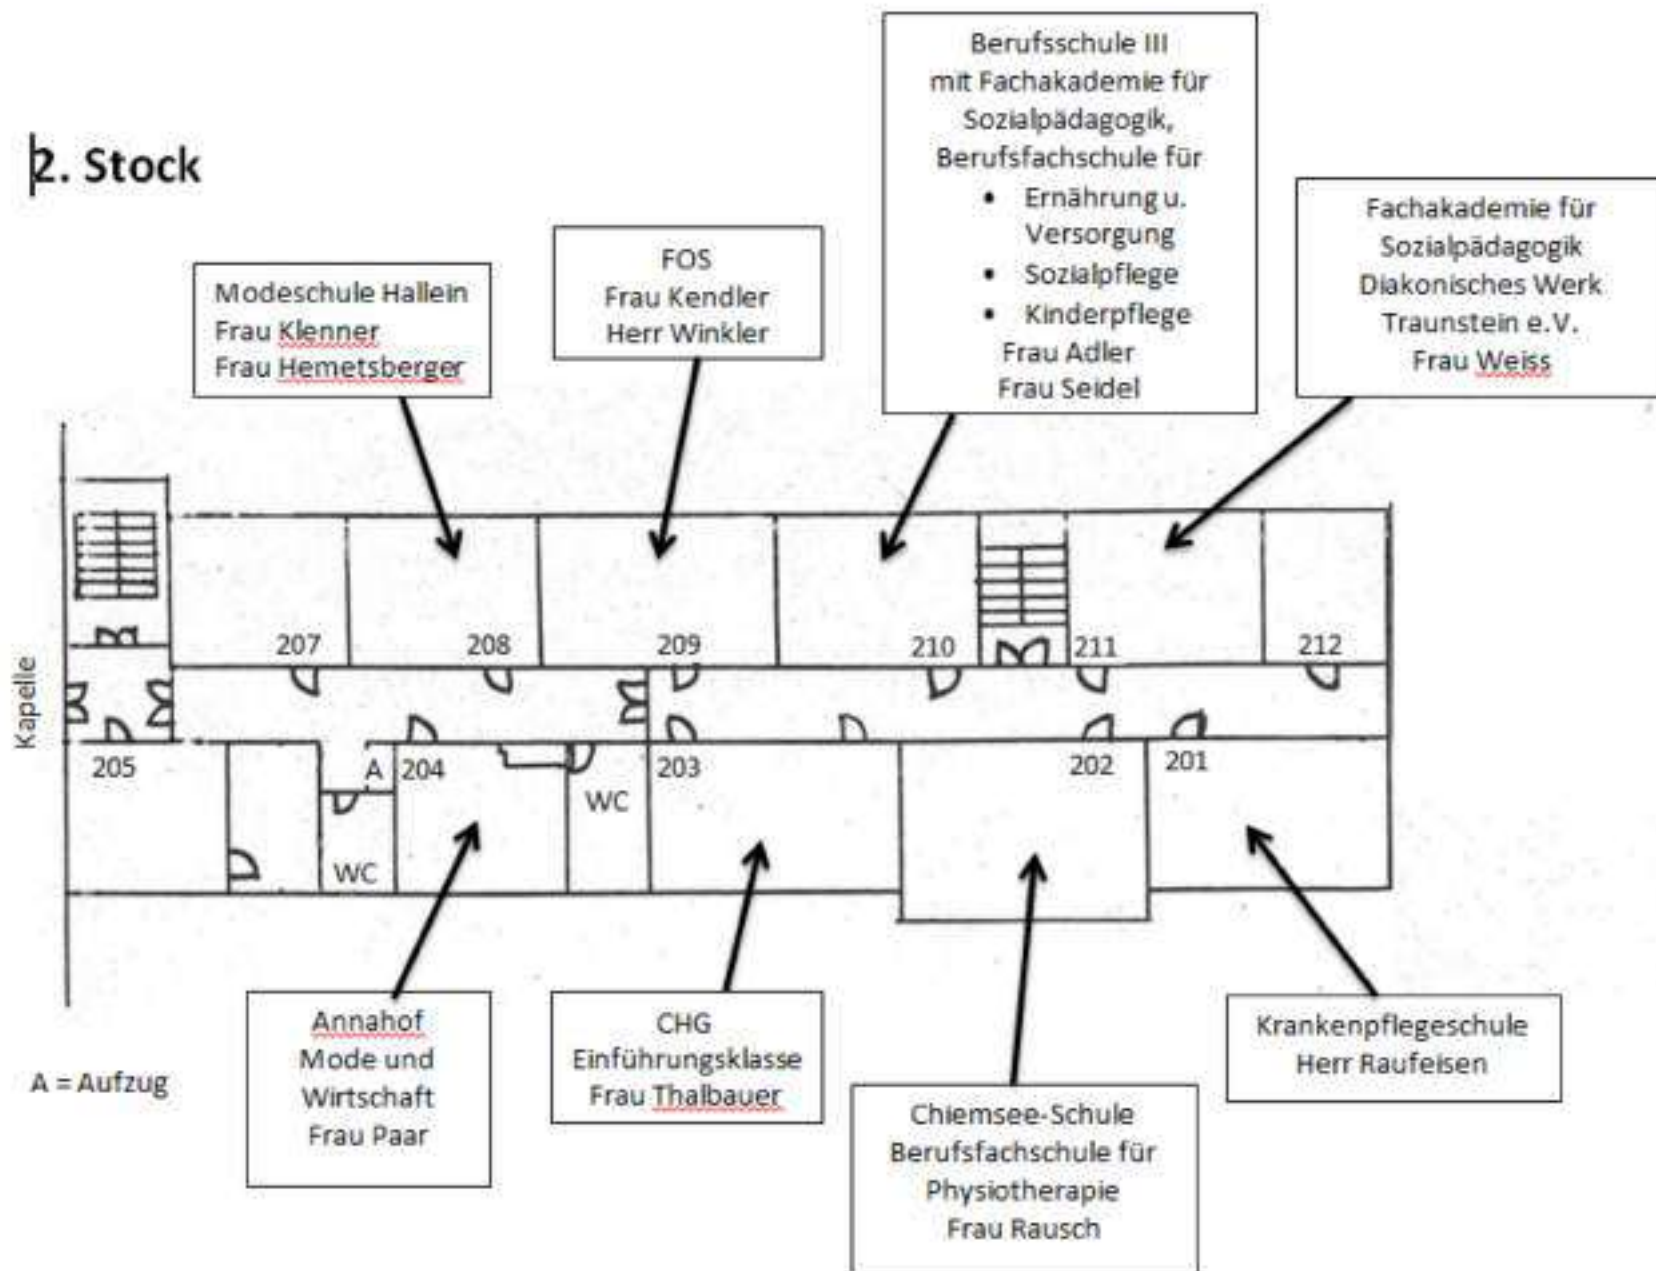 2. Stock
Modeschule Hallein
Frau Klenner
Frau Hemetsberger
FOS
Frau Kendler
Herr Winkler
Berufsschule III
mit Fachakademie für
Sozialpädagogik,
Berufsfachschule für
• Ernährung u.
Versorgung
• Sozialpflege
• Kinderpflege
Frau Adler
Frau Seidel
Fachakademie für
Sozialpädagogik
Diakonisches Werk
Traunstein e.V.
Frau Weiss
207
208
209
210
211
212
Kapelle
205
A
204
203
202
201
WC
WC
Annahof
Mode und
Wirtschaft
Frau Paar
CHG
Einführungsklasse
Frau Thalbauer
Chiemsee-Schule
Berufsfachschule für
Physiotherapie
Frau Rausch
Krankenpflegeschule
Herr Raufeisen
A = Aufzug